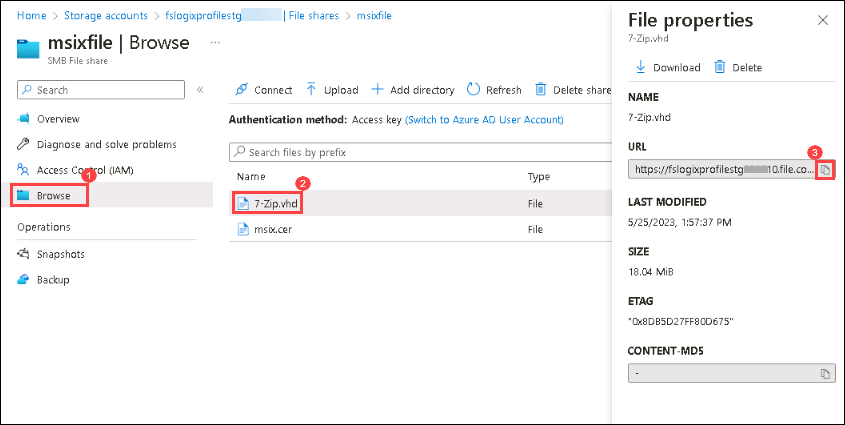 Home > Storage accounts > fslogixprofilestg | File shares > msixfile
msixfile | Browse ...
SMB File share
Search
«
Overview
Diagnose and solve problems
Access Control (IAM)
1
Browse
Operations
Snapshots
Backup
Connect Upload Add directory Refresh Delete share
Authentication method: Access key (Switch to Azure AD User Account)
Search files by prefix
Name Type
2
7-Zip.vhd File
msix.cer File
File properties
7-Zip.vhd
Download Delete
NAME
7-Zip.vhd
URL
3
https://fslogixprofilestg 10.file.co...
LAST MODIFIED
5/25/2023, 1:57:37 PM
SIZE
18.04 MiB
ETAG
"0x8DB5D27FF80D675"
CONTENT-MD5
-